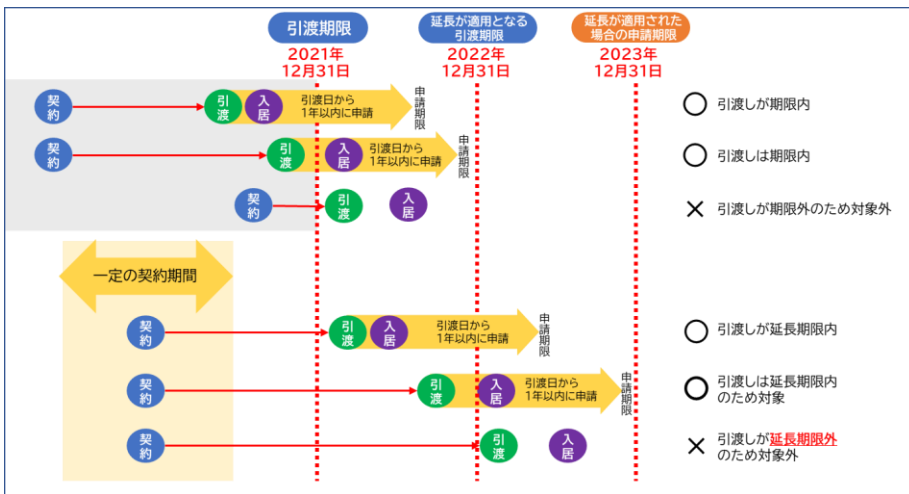 引渡期限
延長が適用となる
引渡期限
延長が適用された
場合の申請期限
2021年
12月31日
2022年
12月31日
2023年
12月31日
契約
引渡
入居
引渡日から
1年以内に申請
申請期限
引渡しが期限内
契約
引渡
入居
引渡日から
1年以内に申請
申請期限
引渡しは期限内
契約
引渡
入居
引渡しが期限外のため対象外
一定の契約期間
契約
引渡
入居
引渡日から
1年以内に申請
申請期限
引渡しが延長期限内
契約
引渡
入居
引渡日から
1年以内に申請
申請期限
引渡しは延長期限内
のため対象
契約
引渡
入居
引渡しが延長期限外
のため対象外